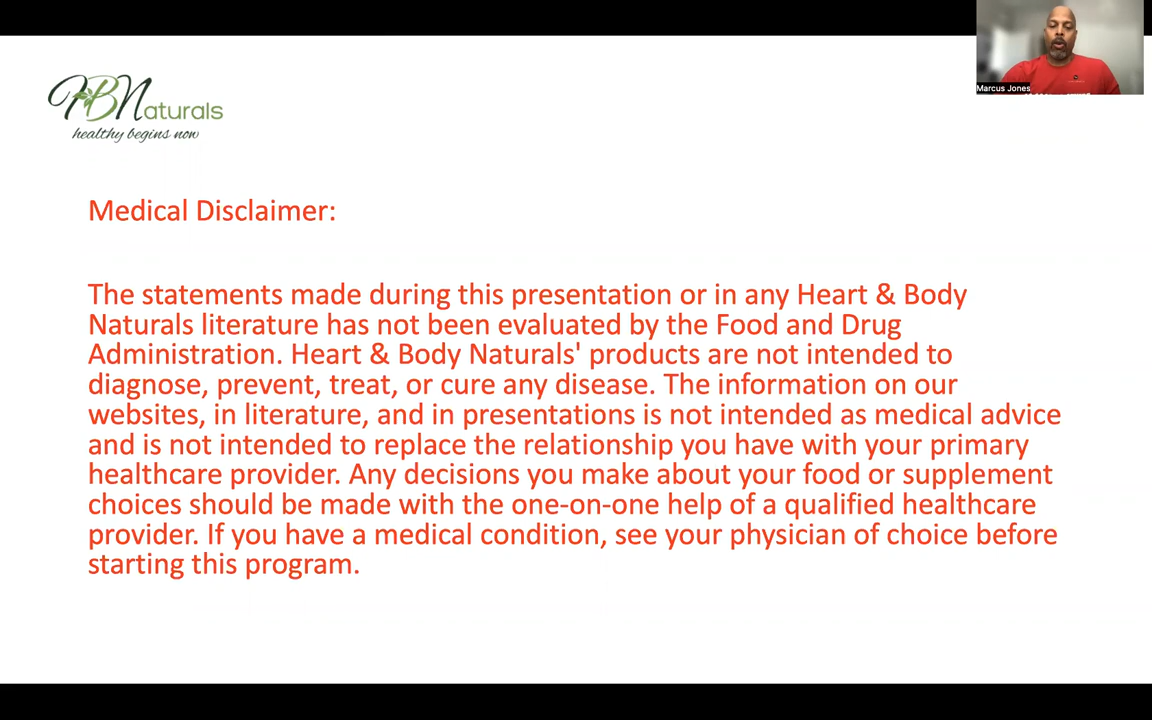 HBNaturals
healthy begins now
Marcus Jones
Medical Disclaimer:
The statements made during this presentation or in any Heart & Body
Naturals literature has not been evaluated by the Food and Drug
Administration. Heart & Body Naturals' products are not intended to
diagnose, prevent, treat, or cure any disease. The information on our
websites, in literature, and in presentations is not intended as medical advice
and is not intended to replace the relationship you have with your primary
healthcare provider. Any decisions you make about your food or supplement
choices should be made with the one-on-one help of a qualified healthcare
provider. If you have a medical condition, see your physician of choice before
starting this program.